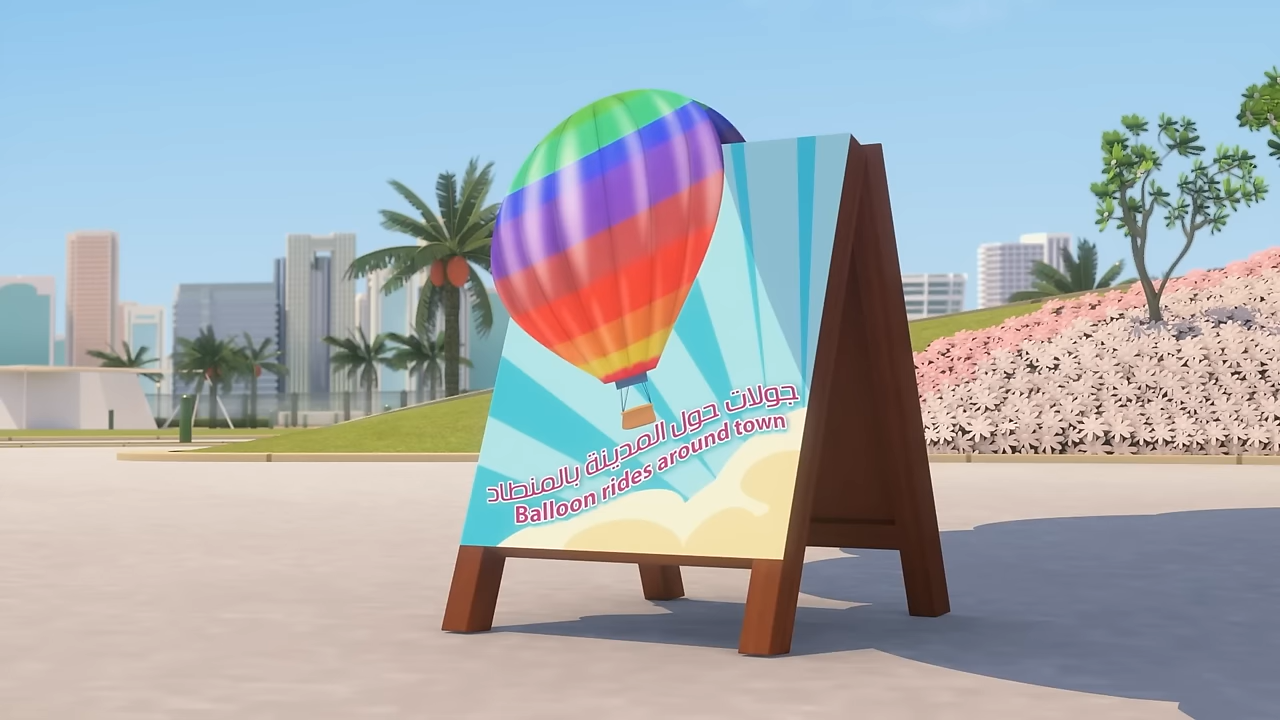 جولات حول المدينة بالمنطاد
Balloon rides around town